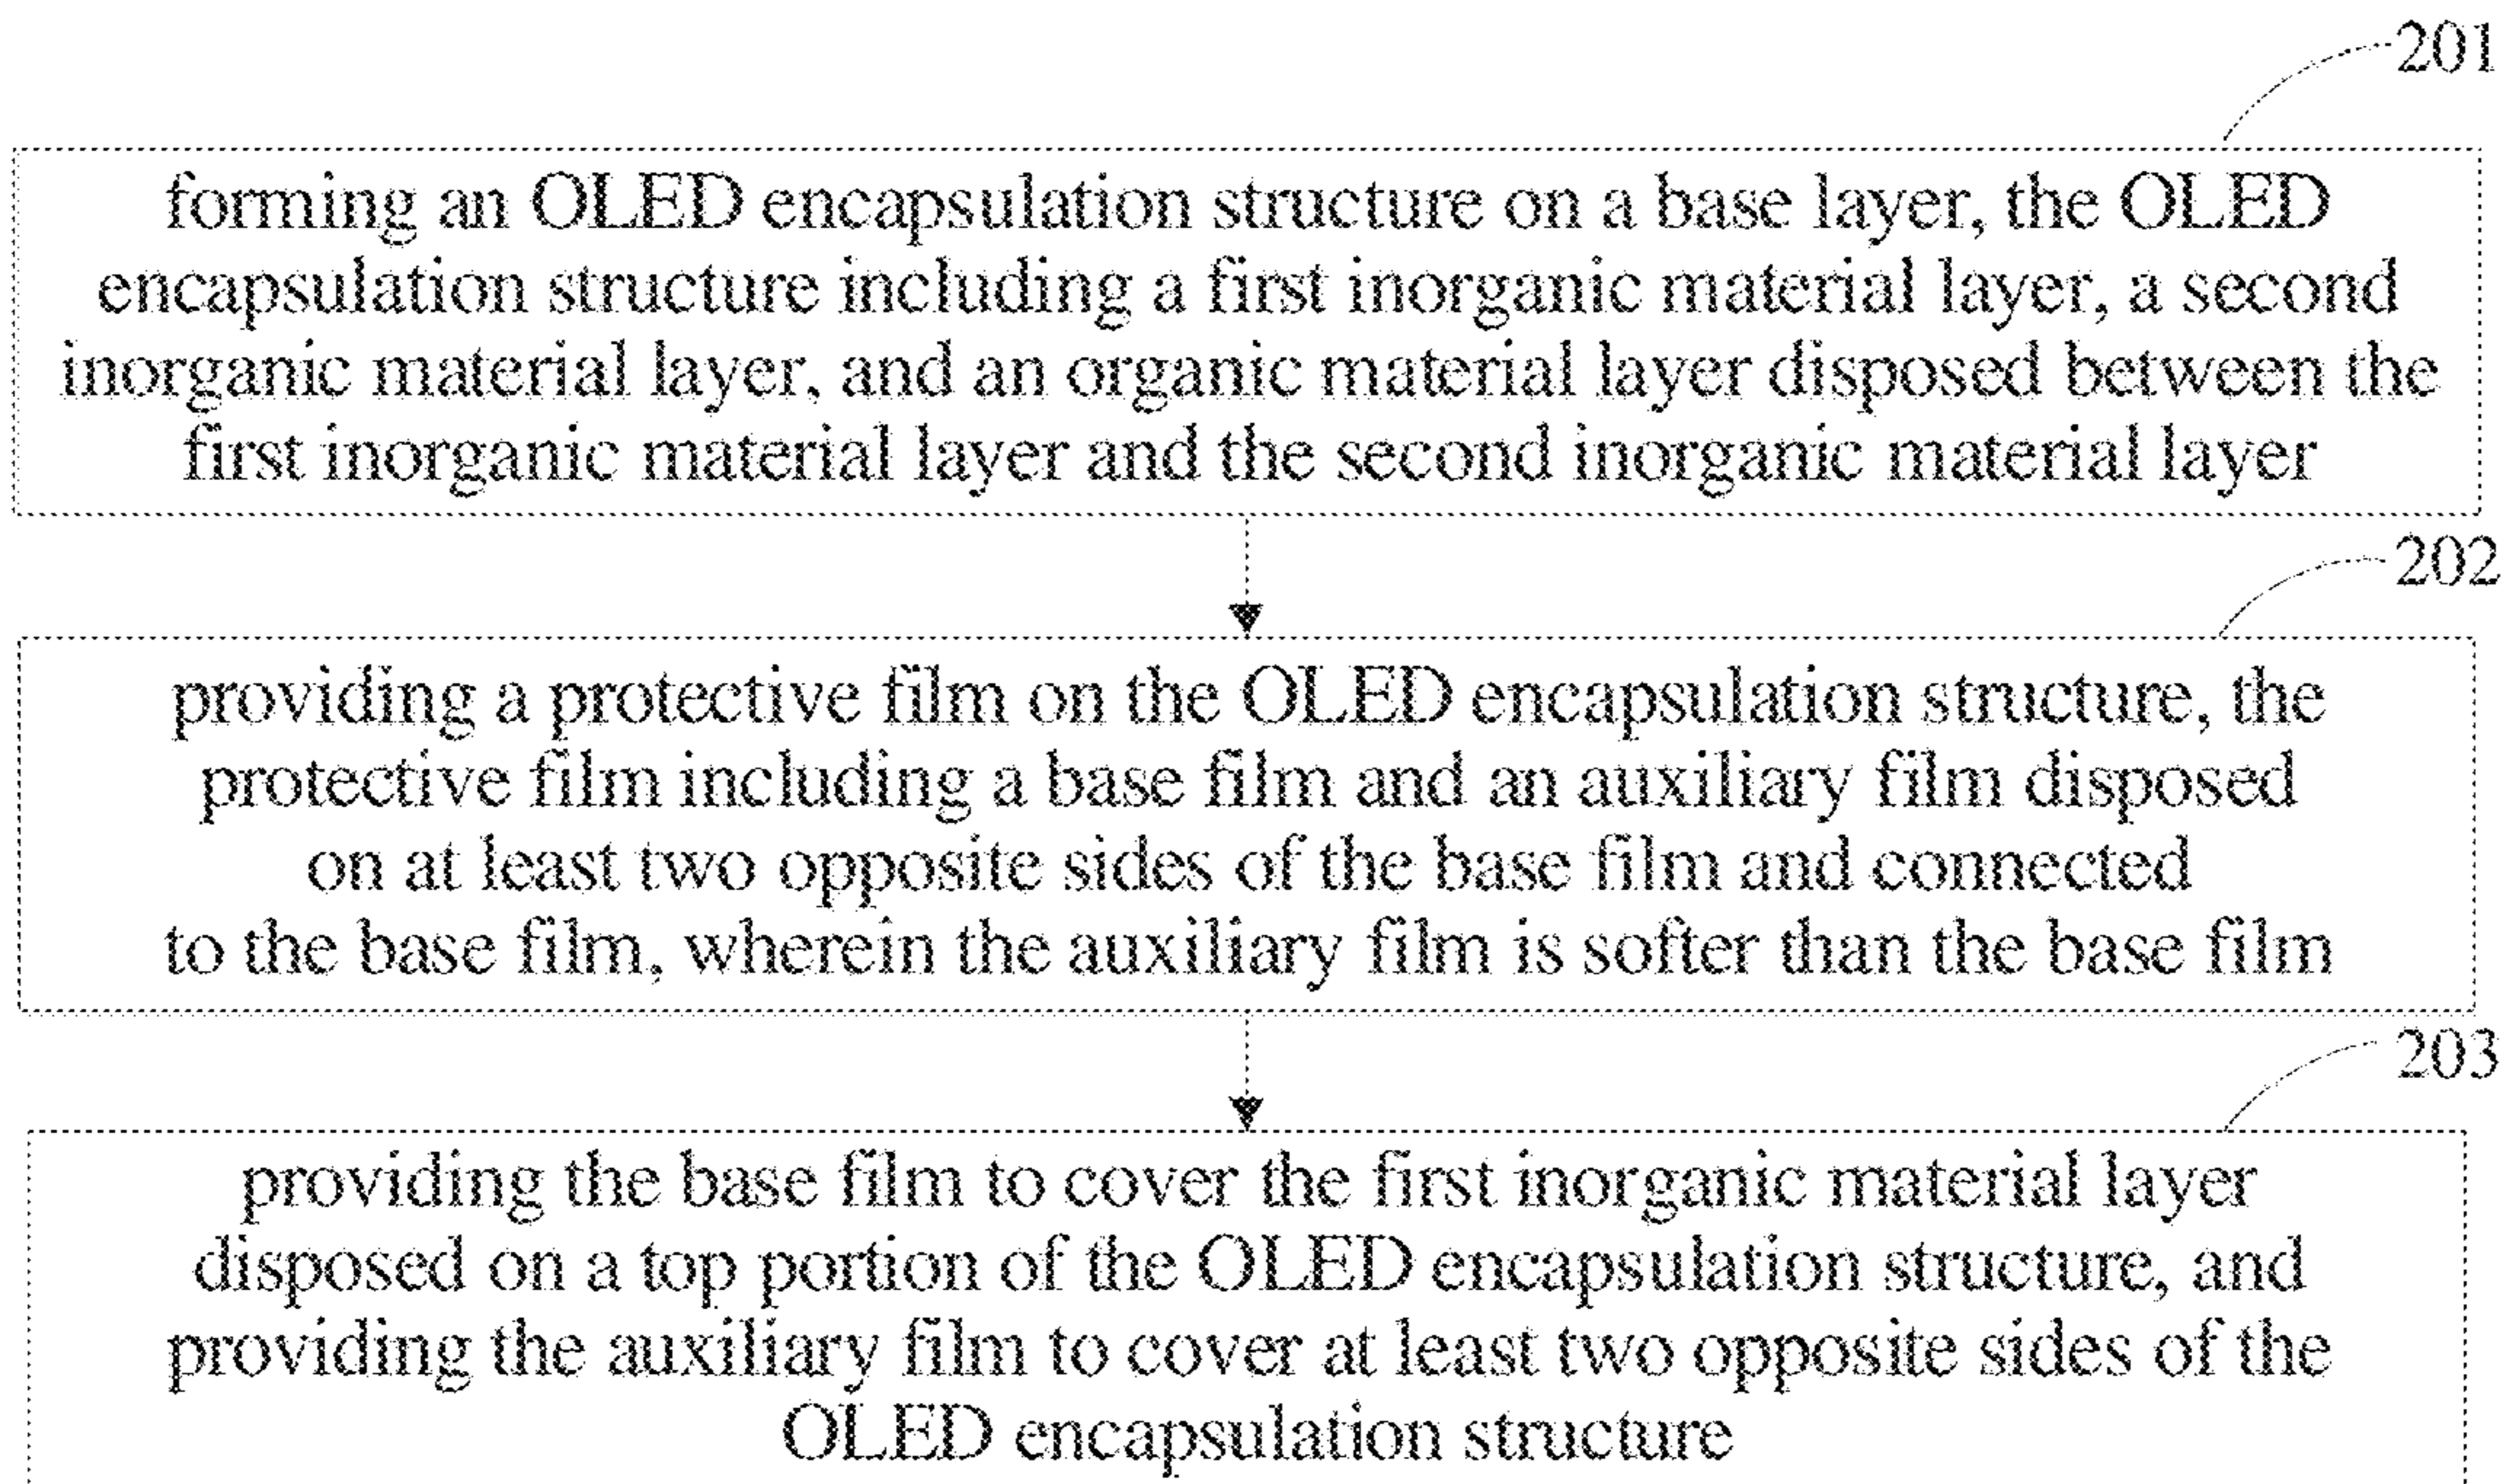 201
forming an OLED encapsulation structure on a base layer, the OLED
encapsulation structure including a first inorganic material layer, a second
inorganic material layer, and an organic material layer disposed between the
first inorganic material layer and the second inorganic material layer
202
providing a protective film on the OLED encapsulation structure, the
protective film including a base film and an auxiliary film disposed
on at least two opposite sides of the base film and connected
to the base film, wherein the auxiliary film is softer than the base film
203
providing the base film to cover the first inorganic material layer
disposed on a top portion of the OLED encapsulation structure, and
providing the auxiliary film to cover at least two opposite sides of the
OLED encapsulation structure